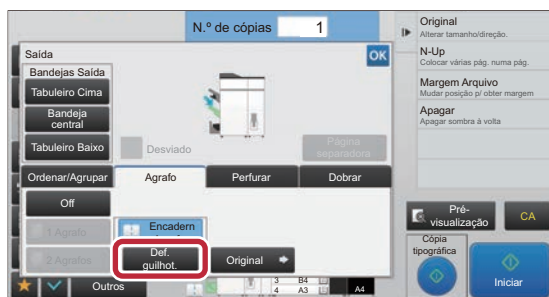 N.º de cópias 1
Saída
OK
Bandejas Saída
Tabuleiro Cima
Bandeja
central
Tabuleiro Baixo
Desviado
Página
separadora
Ordenar/Agrupar
Agrafo
Perfurar
Dobrar
Off
1 Agrafo
2 Agrafos
Encadern
Def.
guilhot.
Original
Outros
3 B4
4 A3
A4
Original
Alterar tamanho/direção.
N-Up
Colocar várias pág. numa pág.
Margem Arquivo
Mudar posição p/ obter margem
Apagar
Apagar sombra à volta
Pré-
visualização
CA
Cópia
tipográfica
Iniciar